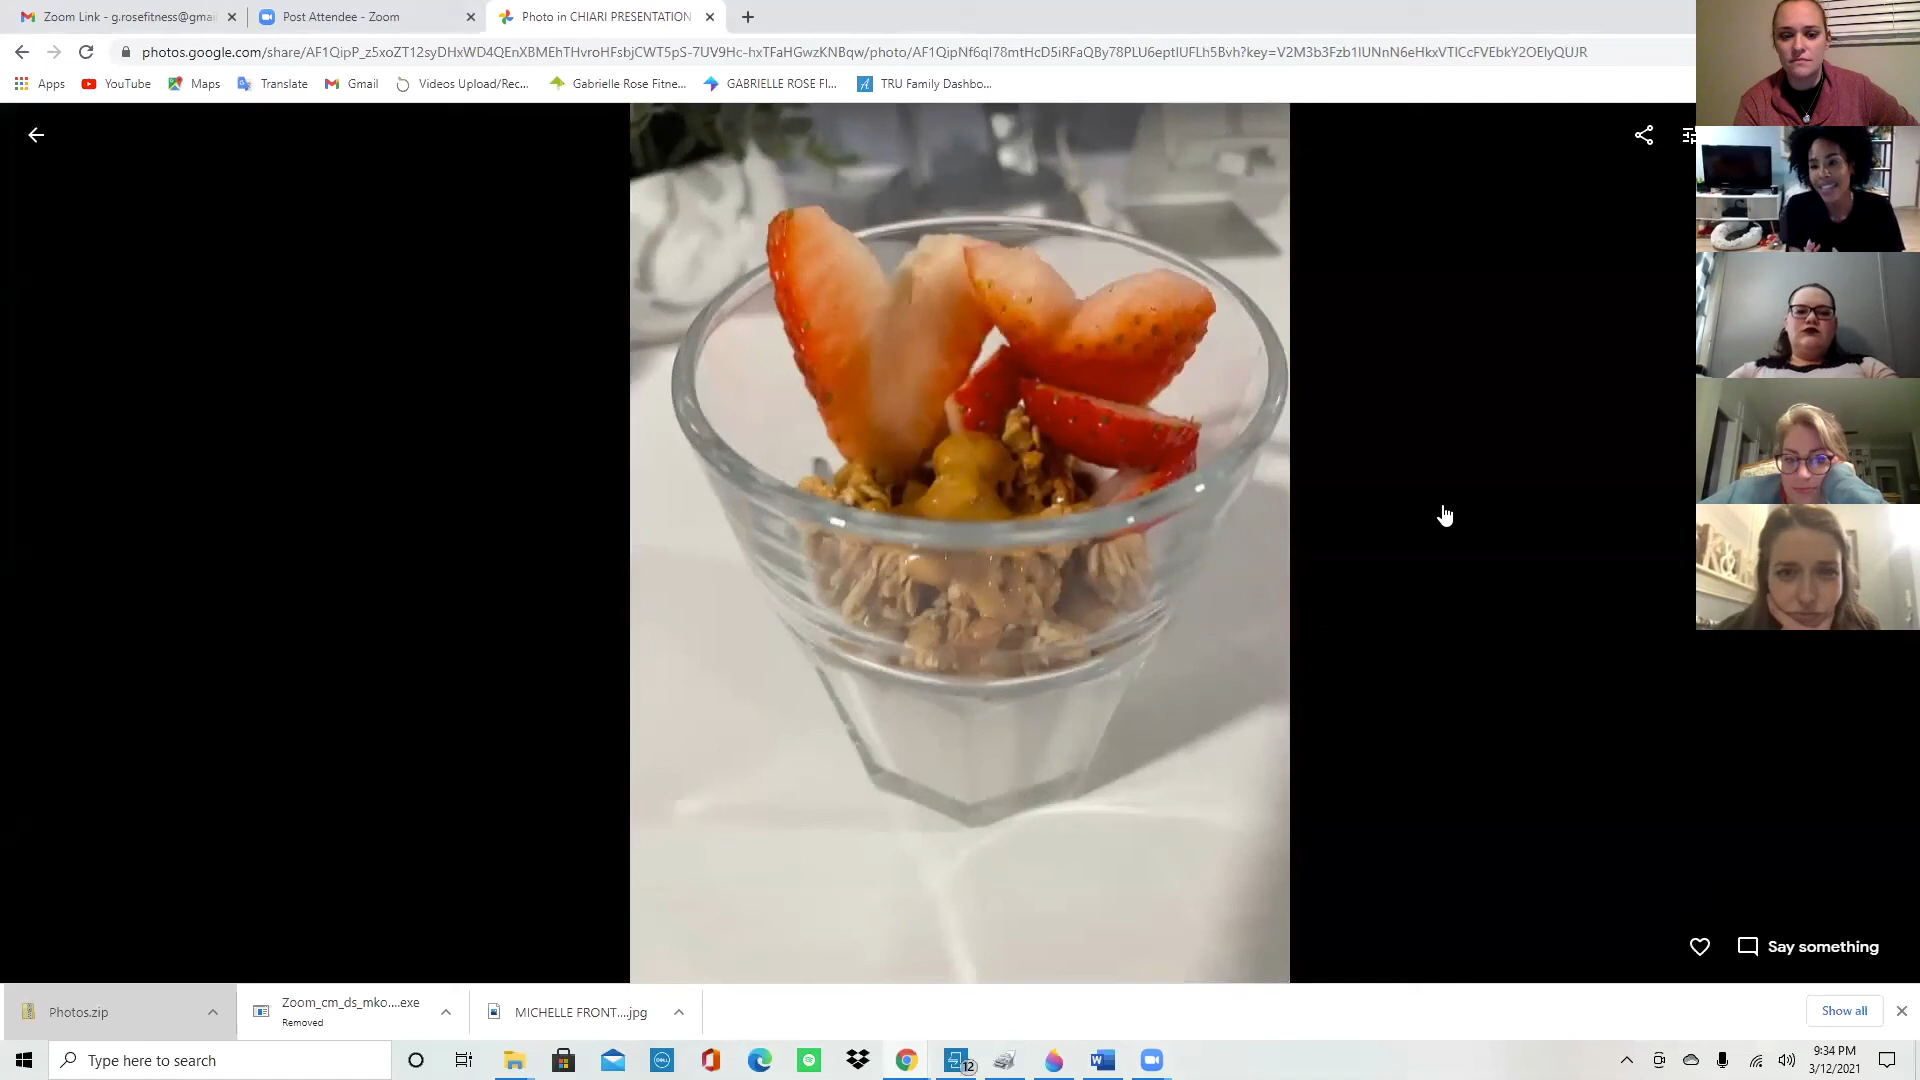 Zoom Link - g.rosefitness@gmai
Post Attendee - Zoom
Photo in CHIARI PRESENTATION
photos.google.com/share/AF1QipP_z5xoZT12syDHxWD4QEnXBMEhTHvroHFsbjCWT5pS-7UV9Hc-hxTFaHGwzKNBqw/photo/AF1QipNf6qI78mtHcD5iRFaQBy78PLU6eptIUFLh5Bvh?key=V2M3b3Fzb1lUNnN6eHkxVTlCcFVEbkY2OElyQUJR
Apps
YouTube
Maps
Translate
Gmail
Videos Upload/Rec...
Gabrielle Rose Fitne...
GABRIELLE ROSE FI...
TRU Family Dashbo...
Say something
Photos.zip
Zoom_cm_ds_mko....exe
Removed
MICHELLE FRONT....jpg
Show all
Type here to search
DELL
12
9:34 PM
3/12/2021